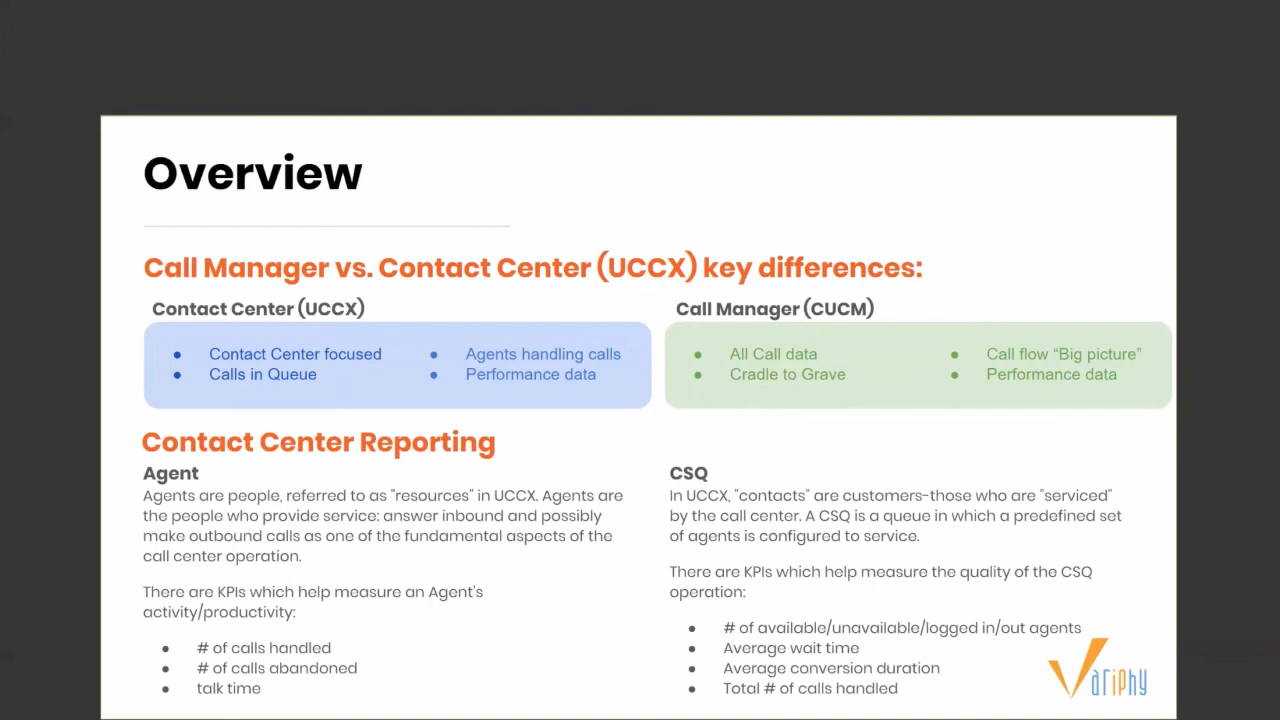 Overview
Call Manager vs. Contact Center (UCCX) key differences:
Contact Center (UCCX)
● Contact Center focused
● Calls in Queue
● Agents handling calls
● Performance data
Call Manager (CUCM)
● All Call data
● Cradle to Grave
● Call flow “Big picture”
● Performance data
Contact Center Reporting
Agent
Agents are people, referred to as "resources" in UCCX. Agents are
the people who provide service: answer inbound and possibly
make outbound calls as one of the fundamental aspects of the
call center operation.
There are KPIs which help measure an Agent's
activity/productivity:
● # of calls handled
● # of calls abandoned
● talk time
CSQ
In UCCX, "contacts" are customers-those who are "serviced"
by the call center. A CSQ is a queue in which a predefined set
of agents is configured to service.
There are KPIs which help measure the quality of the CSQ
operation:
● # of available/unavailable/logged in/out agents
● Average wait time
● Average conversion duration
● Total # of calls handled
Variphy